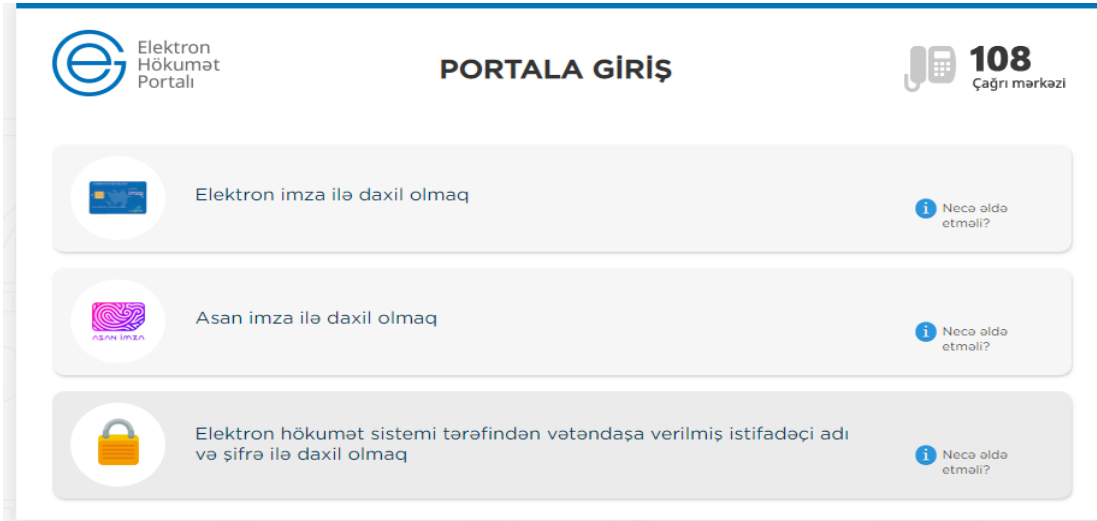 Elektron
Hökumət
Portalı
PORTALA GİRİŞ
108
Çağrı mərkəzi
Elektron imza ilə daxil olmaq
Necə əldə
etməli?
ASAN İMZA
Asan imza ilə daxil olmaq
Necə əldə
etməli?
Elektron hökumət sistemi tərəfindən vətəndaşa verilmiş istifadəçi adı
və şifrə ilə daxil olmaq
Necə əldə
etməli?